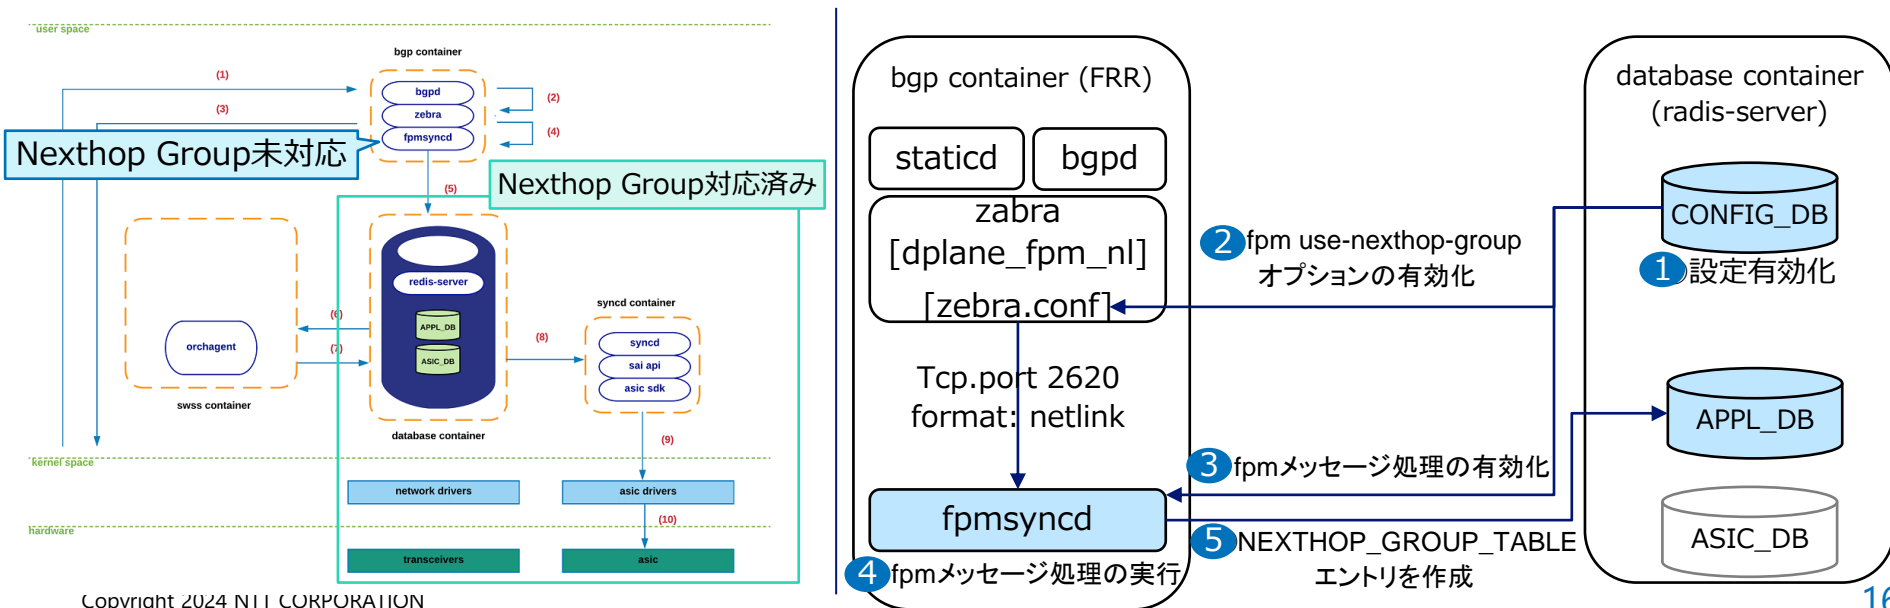 user space
bgp container
(1)
bgpd
(2)
(3)
zebra
(4)
fpmsyncd
Nexthop Group未対応
(5)
Nexthop Group対応済み
redis-server
syncd container
(6)
APPL_DB
orchagent
(7)
(8)
syncd
ASIC_DB
sai api
asic sdk
swss container
database container
(9)
kernel space
network drivers
asic drivers
(10)
hardware
transceivers
asic
Copyright 2024 NTT CORPORATION
bgp container (FRR)
staticd
bgpd
zabra
[dplane_fpm_nl]
[zebra.conf]
Tcp.port 2620
format: netlink
fpmsyncd
4 fpmメッセージ処理の実行
2 fpm use-nexthop-group
オプションの有効化
3 fpmメッセージ処理の有効化
5 NEXTHOP_GROUP_TABLE
エントリを作成
database container
(radis-server)
CONFIG_DB
1 設定有効化
APPL_DB
ASIC_DB
16